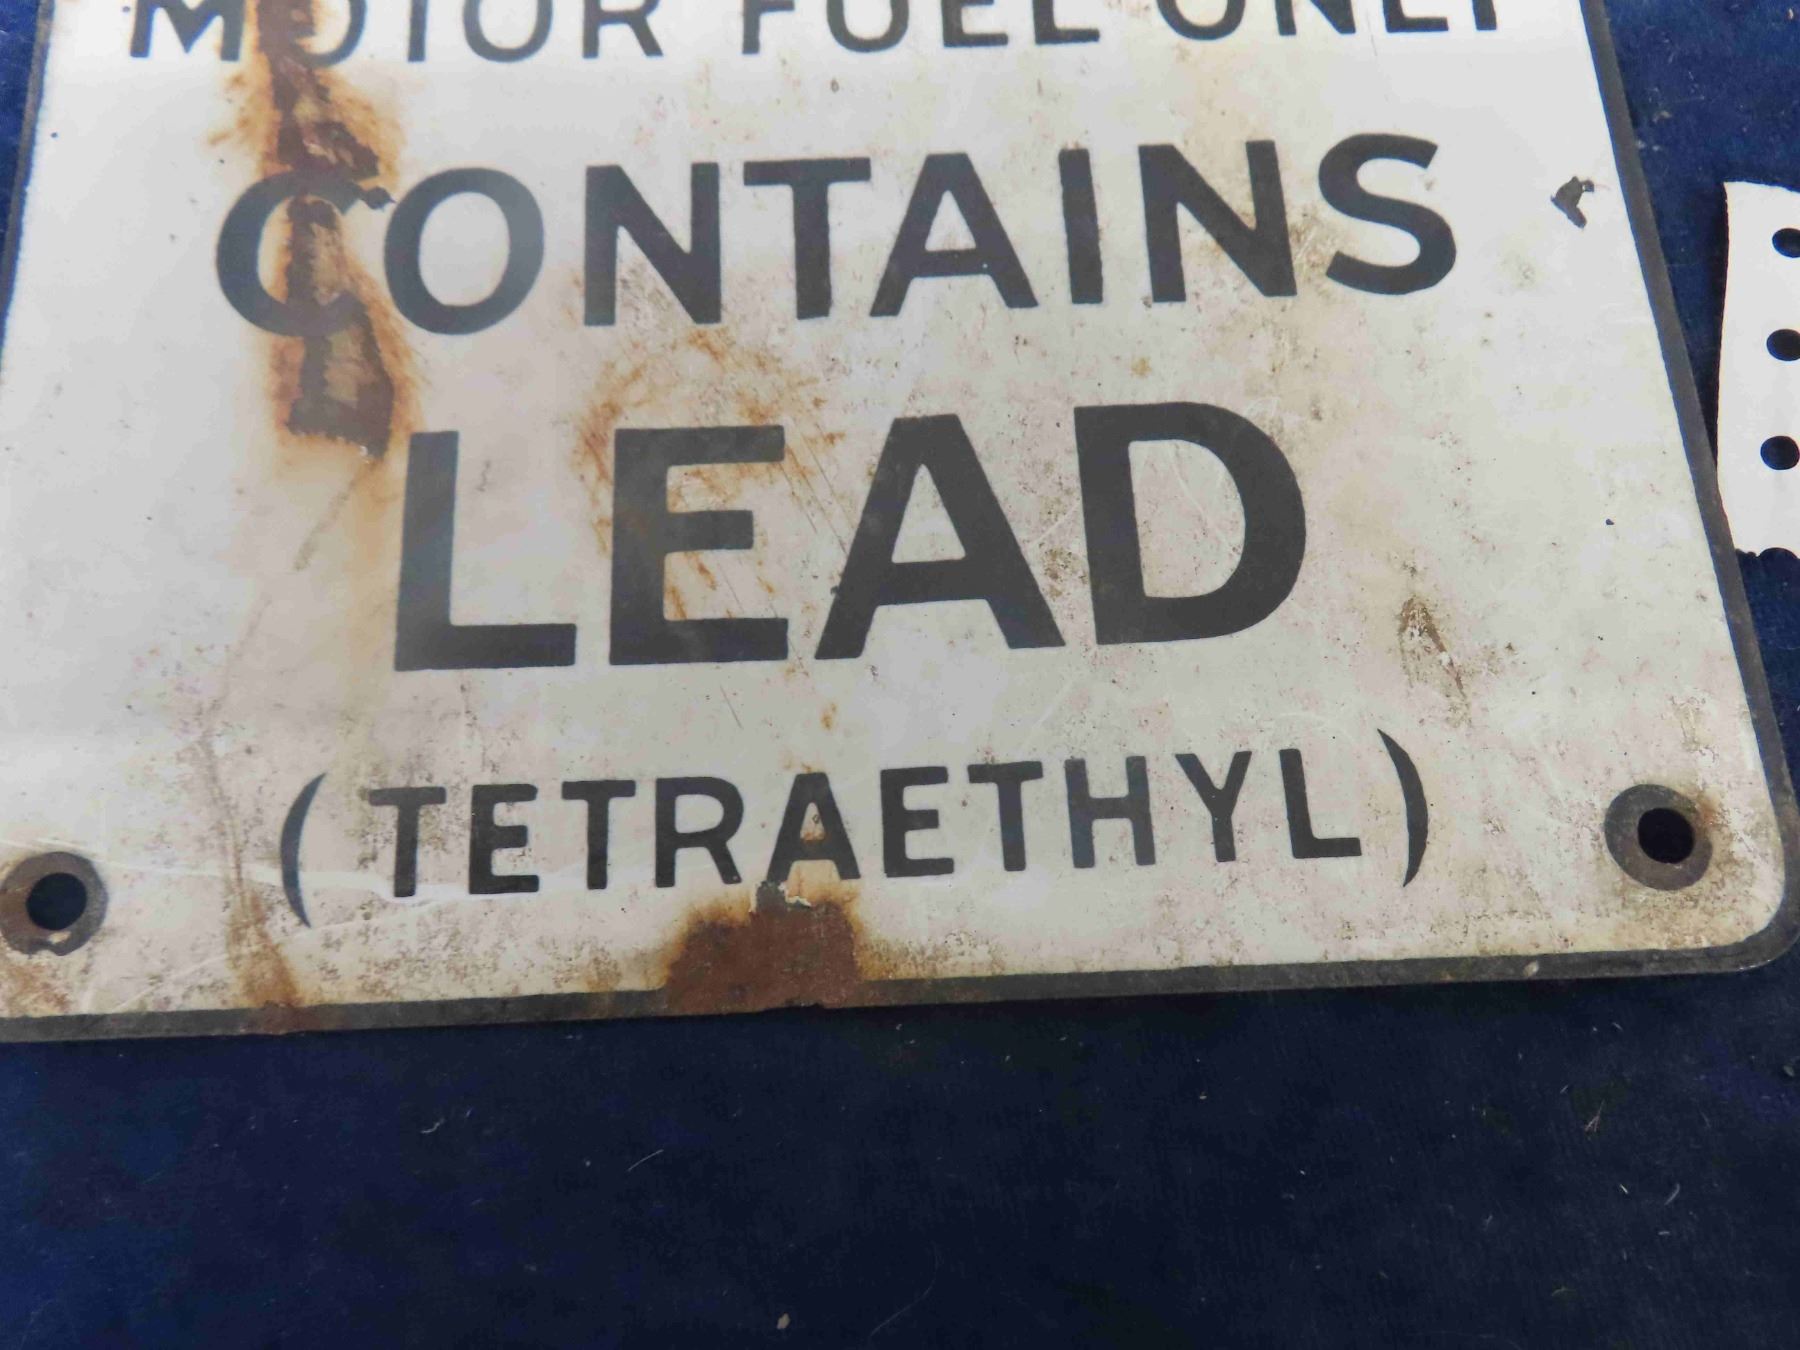 MOTOR FUEL ONLY
CONTAINS
LEAD
(TETRAETHYL)